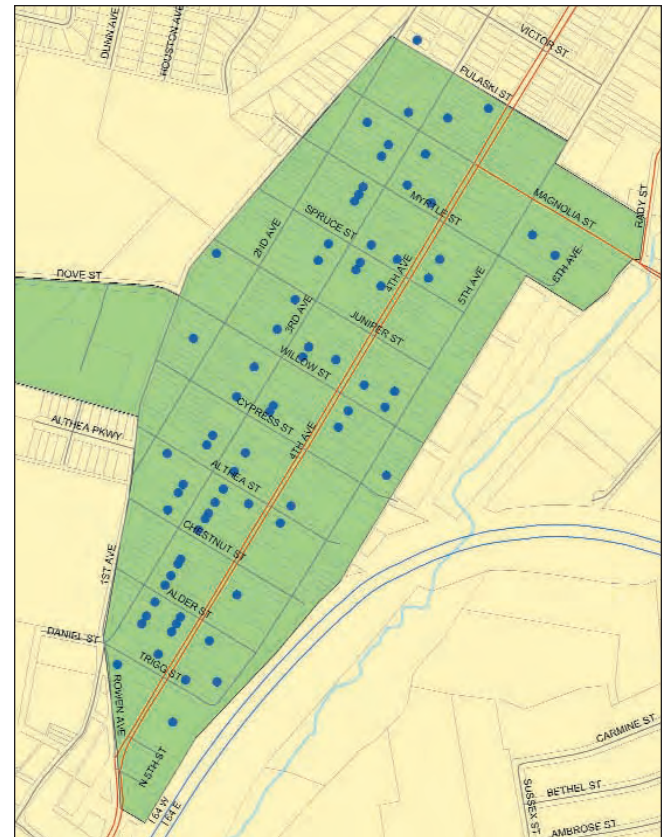 DUNN AVE
HOUSTON AVE
VICTOR ST
PULASKI ST
MAGNOLIA ST
RADY ST
MYRTLE ST
SPRUCE ST
2ND AVE
4TH AVE
5TH AVE
6TH AVE
DOVE ST
3RD AVE
JUNIPER ST
WILLOW ST
CYPRESS ST
4TH AVE
ALTHEA PKWY
ALTHEA ST
CHESTNUT ST
1ST AVE
ALDER ST
DANIEL ST
TRIGG ST
ROWEN AVE
N 5TH ST
I 64 W
I 64 E
CARMINE ST
SUSSEX ST
BETHEL ST
AMBROSE ST